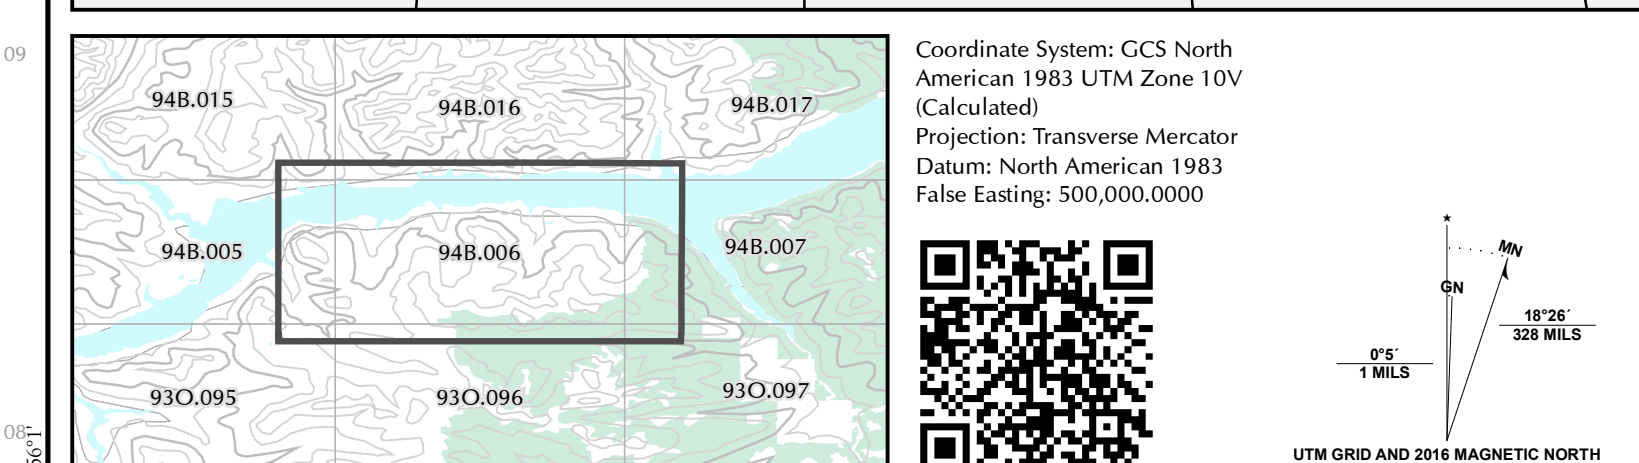 09
94B.015
94B.016
94B.017
94B.005
94B.006
94B.007
93O.095
93O.096
93O.097
08
56°1'
Coordinate System: GCS North
American 1983 UTM Zone 10V
(Calculated)
Projection: Transverse Mercator
Datum: North American 1983
False Easting: 500,000.0000
MN
GN
18°26´
328 MILS
0°5´
1 MILS
UTM GRID AND 2016 MAGNETIC NORTH